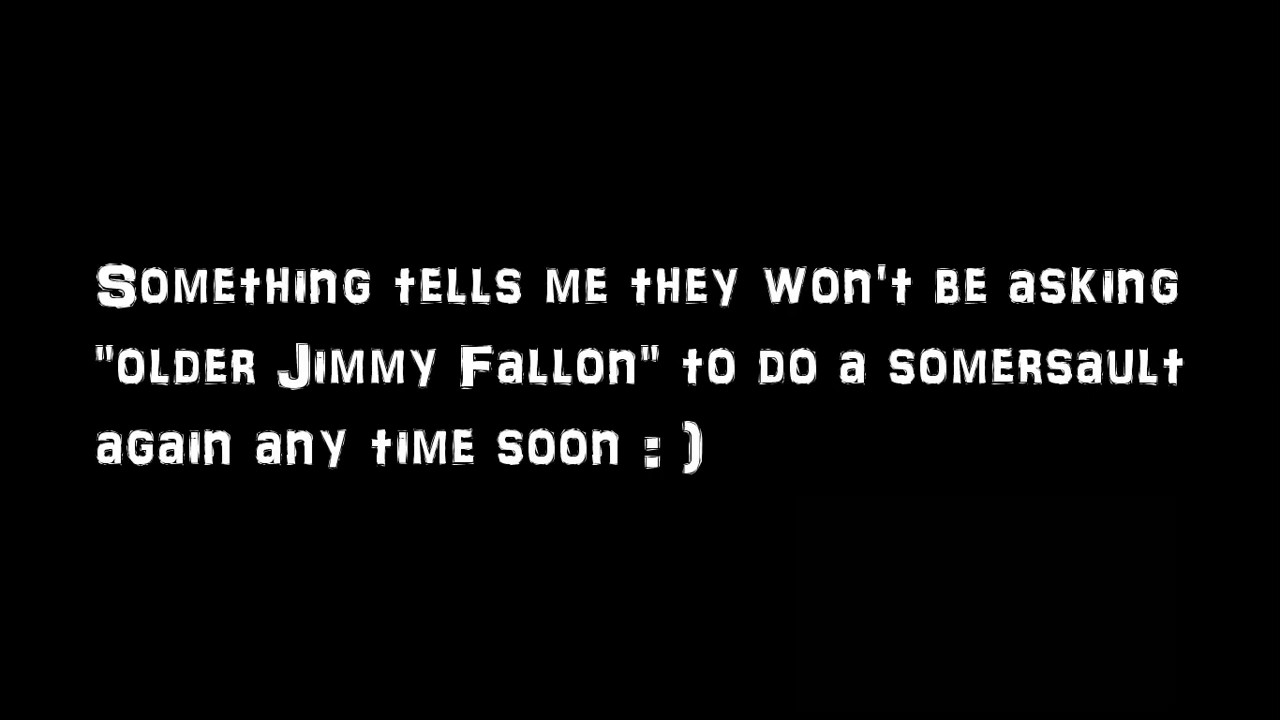 Something tells me they won't be asking
"older Jimmy Fallon" to do a somersault
again any time soon : )